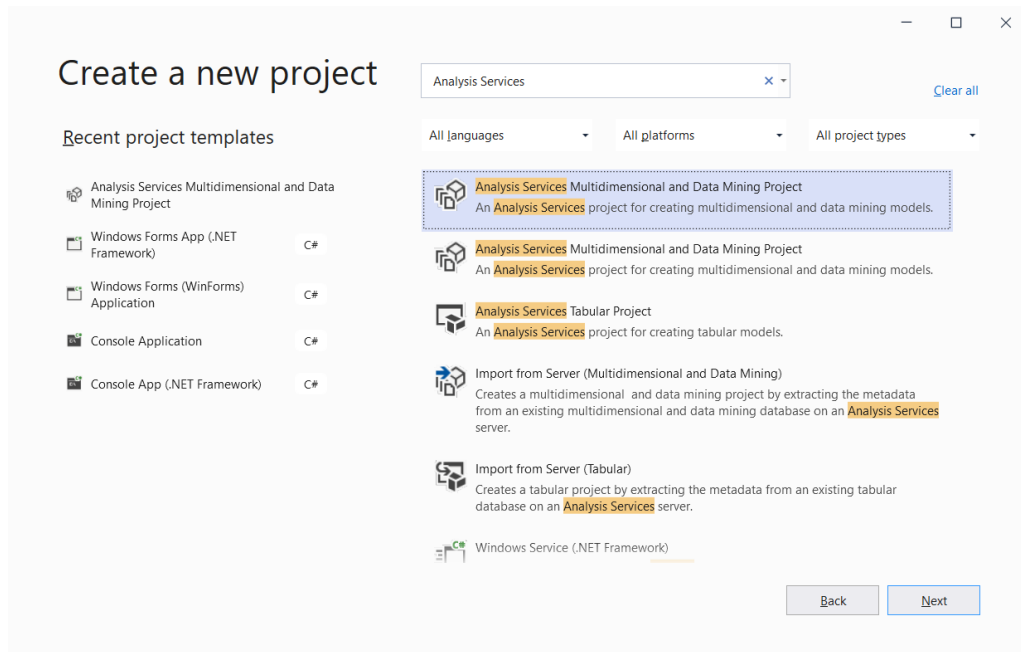 Create a new project
Analysis Services
Clear all
Recent project templates
All languages
All platforms
All project types
Analysis Services Multidimensional and Data
Mining Project
Windows Forms App (.NET
Framework)
C#
Windows Forms (WinForms)
Application
C#
Console Application
C#
Console App (.NET Framework)
C#
Analysis Services Multidimensional and Data Mining Project
An Analysis Services project for creating multidimensional and data mining models.
Analysis Services Multidimensional and Data Mining Project
An Analysis Services project for creating multidimensional and data mining models.
Analysis Services Tabular Project
An Analysis Services project for creating tabular models.
Import from Server (Multidimensional and Data Mining)
Creates a multidimensional and data mining project by extracting the metadata
from an existing multidimensional and data mining database on an Analysis Services
server.
Import from Server (Tabular)
Creates a tabular project by extracting the metadata from an existing tabular
database on an Analysis Services server.
C#
Windows Service (.NET Framework)
Back
Next